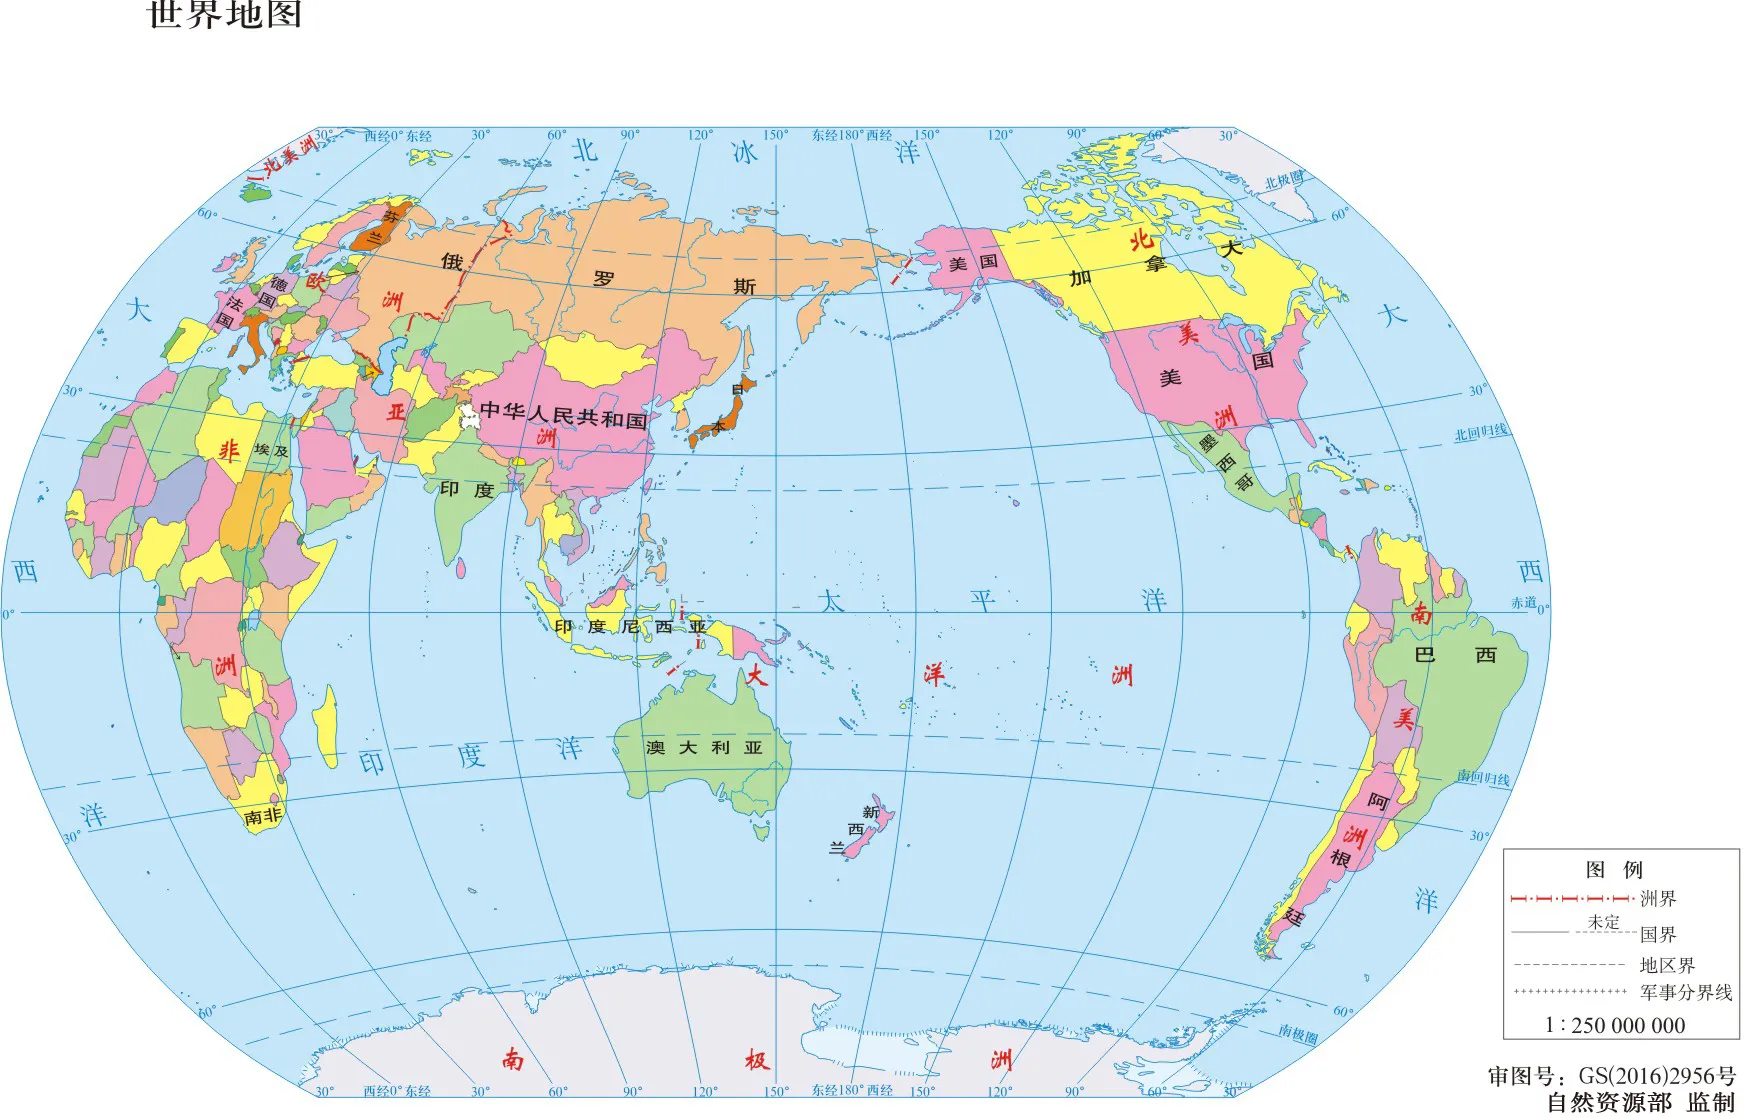 世界地图
30° 西经0°东经 30° 60° 90° 120° 150° 东经180°西经 150° 120° 90° 60° 30°
北美洲
北冰洋
北极圈
60°
60°
芬兰
俄罗斯
美国
加拿大
北美洲
大西洋
欧洲
德国
法国
大西洋
美国
30°
30°
日本
中华人民共和国
亚洲
北回归线
墨西哥
非洲
埃及
印度
太平洋
0°
赤道 0°
印度尼西亚
南美洲
巴西
大洋洲
澳大利亚
印度洋
南回归线
南非
新西兰
阿根廷
30°
30°
60°
60°
南极圈
南极洲
30° 西经0°东经 30° 60° 90° 120° 150° 东经180°西经 150° 120° 90° 60° 30°
图 例
洲界
未定
国界
地区界
军事分界线
1:250 000 000
审图号：GS(2016)2956号
自然资源部 监制